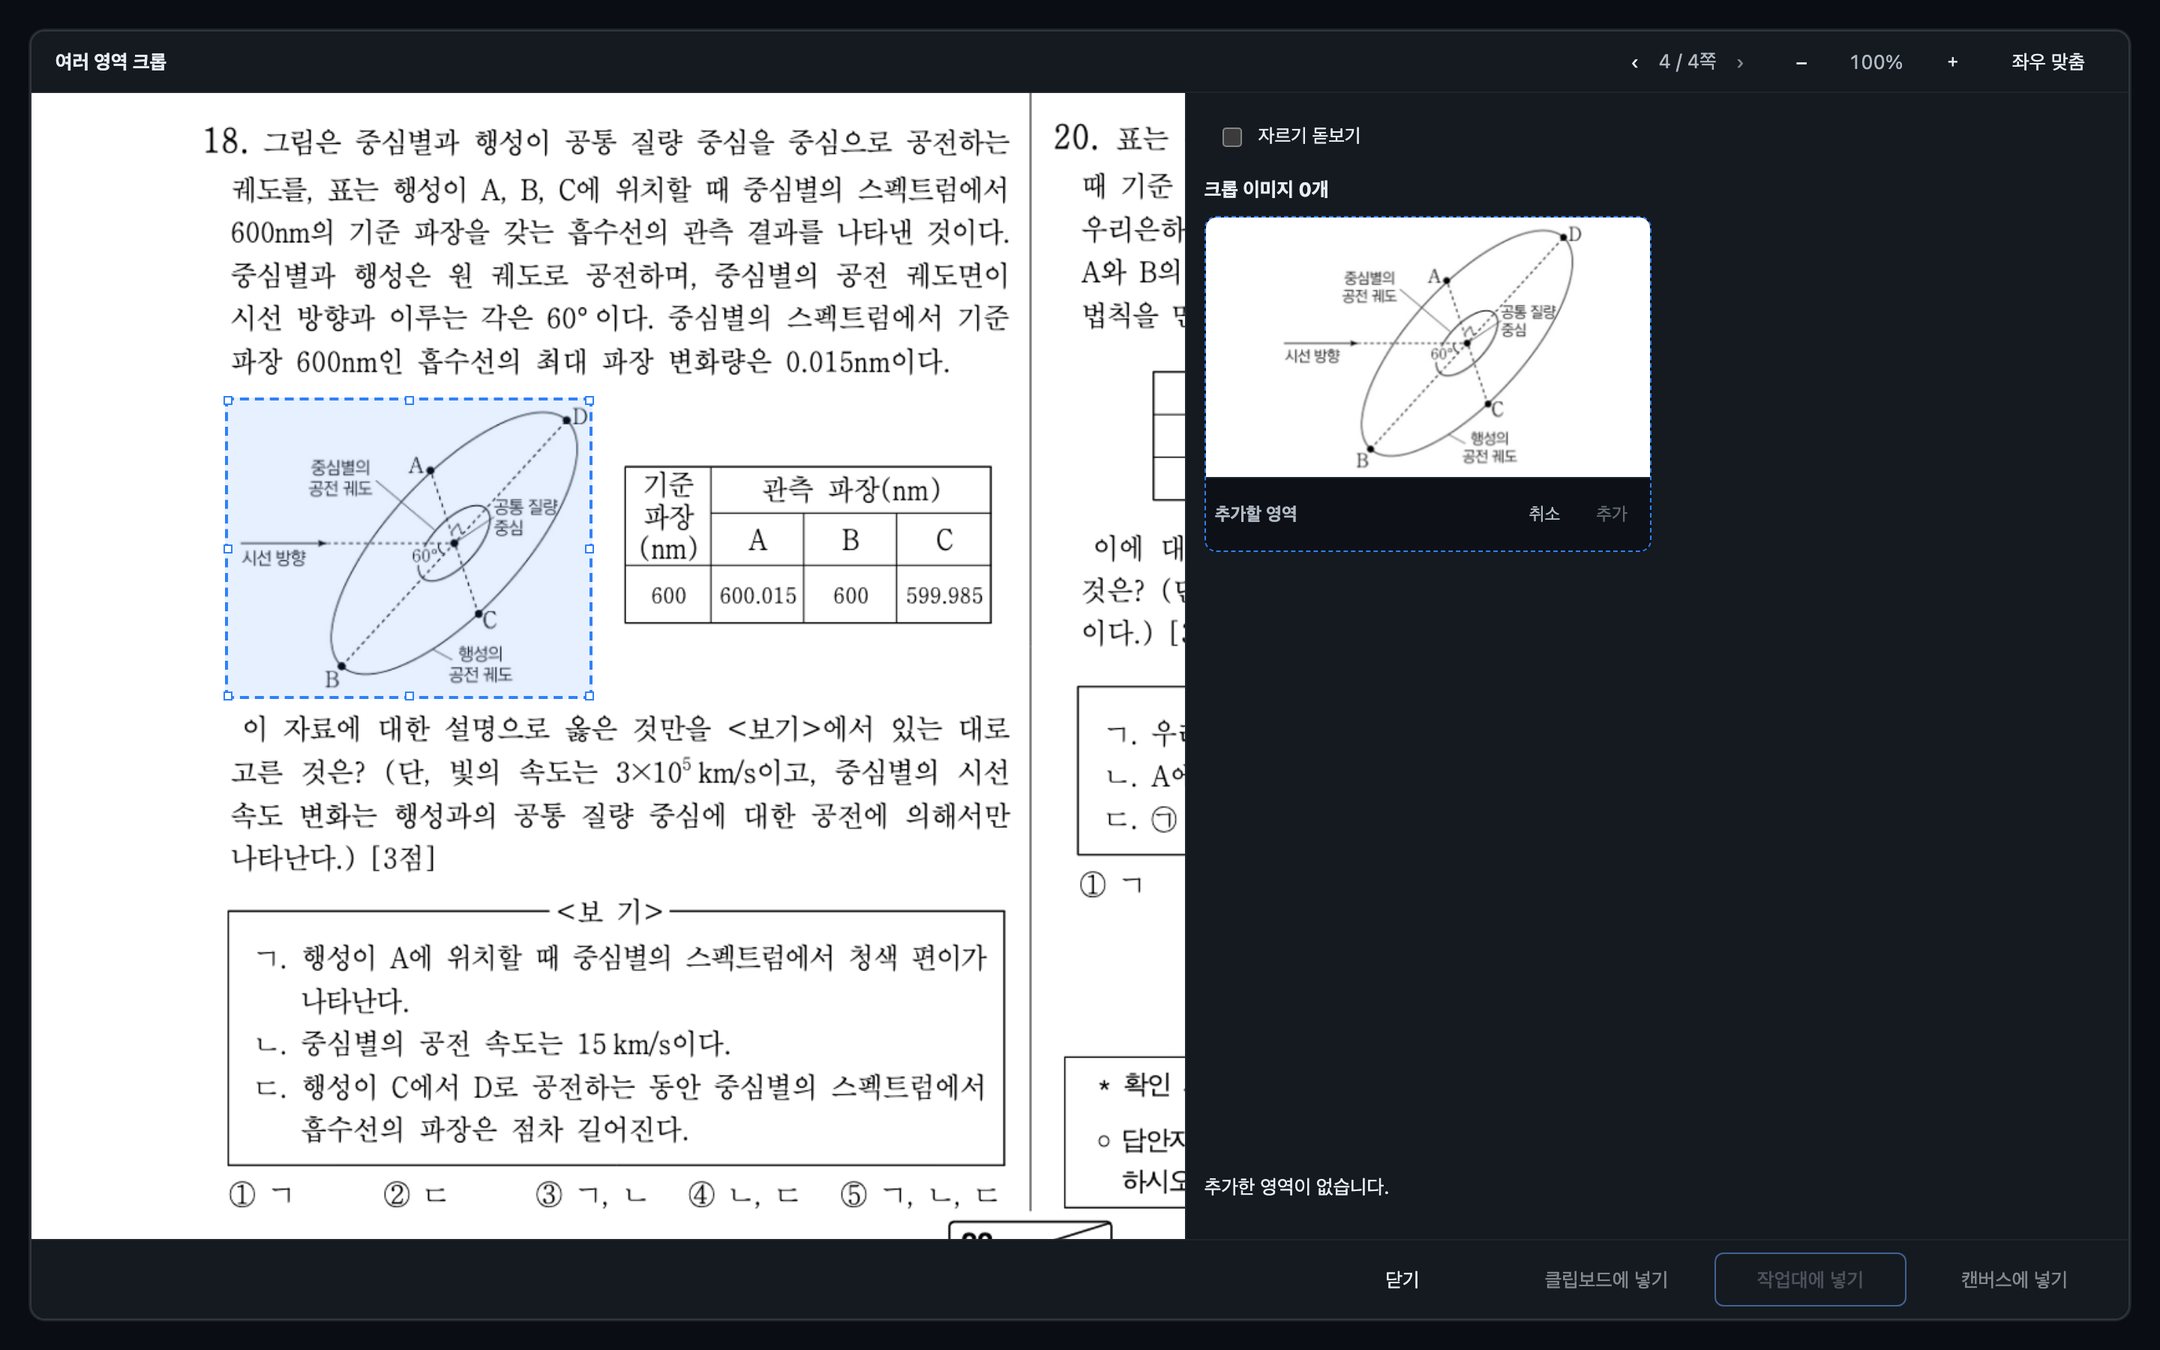 여러 영역 크롭
‹ 4 / 4쪽 › − 100% + 좌우 맞춤
18. 그림은 중심별과 행성이 공통 질량 중심을 중심으로 공전하는
궤도를, 표는 행성이 A, B, C에 위치할 때 중심별의 스펙트럼에서
600nm의 기준 파장을 갖는 흡수선의 관측 결과를 나타낸 것이다.
중심별과 행성은 원 궤도로 공전하며, 중심별의 공전 궤도면이
시선 방향과 이루는 각은 60°이다. 중심별의 스펙트럼에서 기준
파장 600nm인 흡수선의 최대 파장 변화량은 0.015nm이다.
D
A
중심별의
공전 궤도
공통 질량
중심
60°
시선 방향
C
행성의
공전 궤도
B
기준
파장
(nm)
관측 파장(nm)
A B C
600 600.015 600 599.985
이 자료에 대한 설명으로 옳은 것만을 <보기>에서 있는 대로
고른 것은? (단, 빛의 속도는 3×10⁵ km/s이고, 중심별의 시선
속도 변화는 행성과의 공통 질량 중심에 대한 공전에 의해서만
나타난다.) [3점]
<보 기>
ㄱ. 행성이 A에 위치할 때 중심별의 스펙트럼에서 청색 편이가
나타난다.
ㄴ. 중심별의 공전 속도는 15 km/s이다.
ㄷ. 행성이 C에서 D로 공전하는 동안 중심별의 스펙트럼에서
흡수선의 파장은 점차 길어진다.
① ㄱ ② ㄷ ③ ㄱ, ㄴ ④ ㄴ, ㄷ ⑤ ㄱ, ㄴ, ㄷ
20. 표는
때 기준
우리은하
A와 B의
법칙을
이에 대
것은?
이다.)
ㄱ.
ㄴ.
ㄷ. ㉠
① ㄱ
* 확인
○ 답안지
하시오
자르기 돋보기
크롭 이미지 0개
D
A
중심별의
공전 궤도
공통 질량
중심
60°
시선 방향
C
행성의
공전 궤도
B
추가할 영역 취소 추가
추가한 영역이 없습니다.
닫기 클립보드에 넣기 작업대에 넣기 캔버스에 넣기